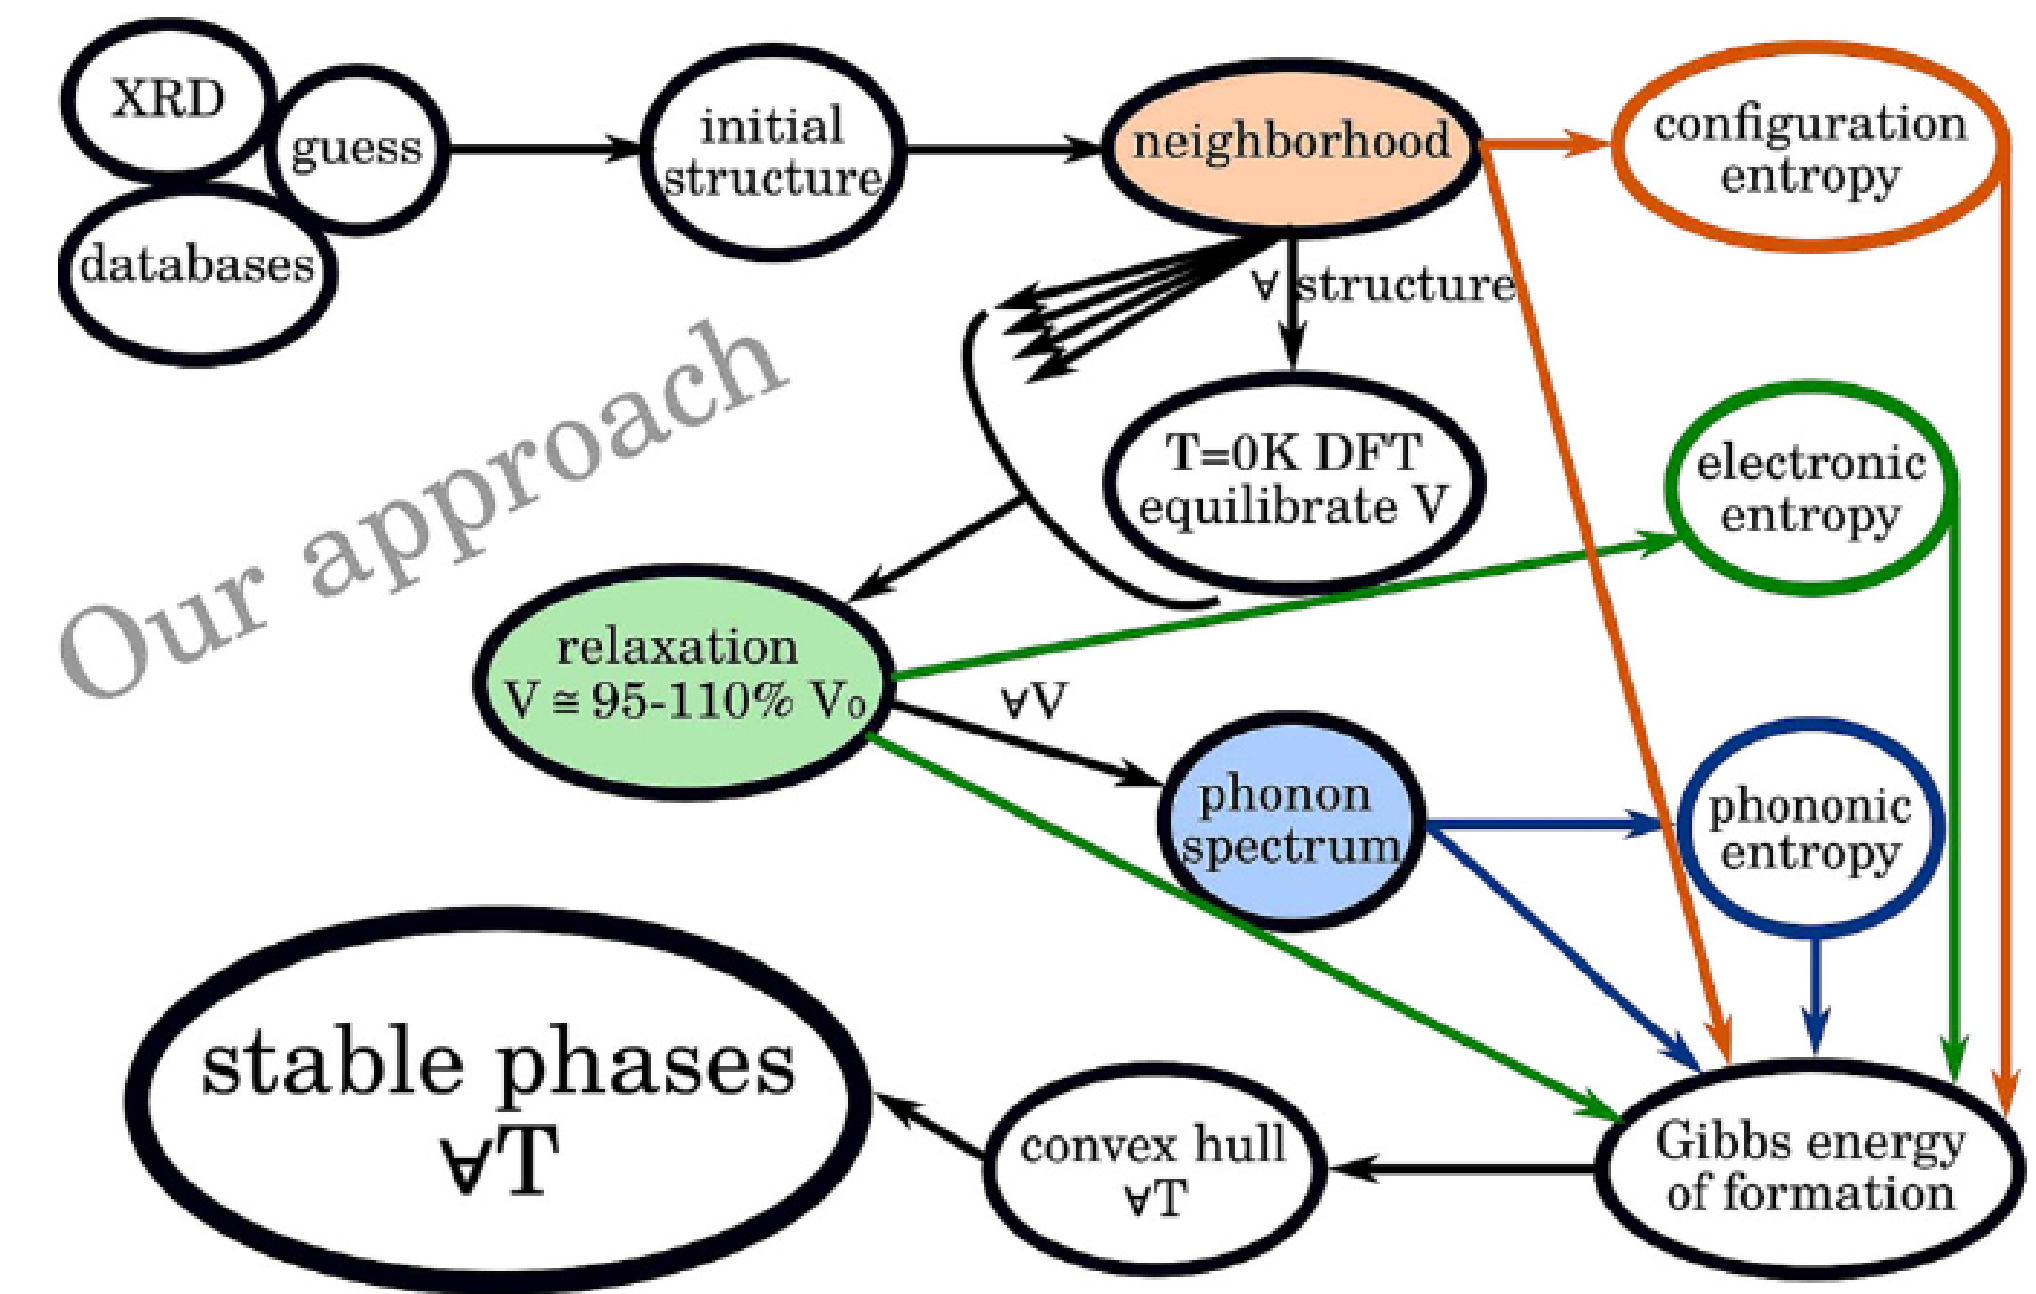 XRD
guess
databases
initial
structure
neighborhood
configuration
entropy
∀ structure
Our approach
T=0K DFT
equilibrate V
electronic
entropy
relaxation
V ≅ 95-110% V₀
∀V
phonon
spectrum
phononic
entropy
stable phases
∀T
convex hull
∀T
Gibbs energy
of formation